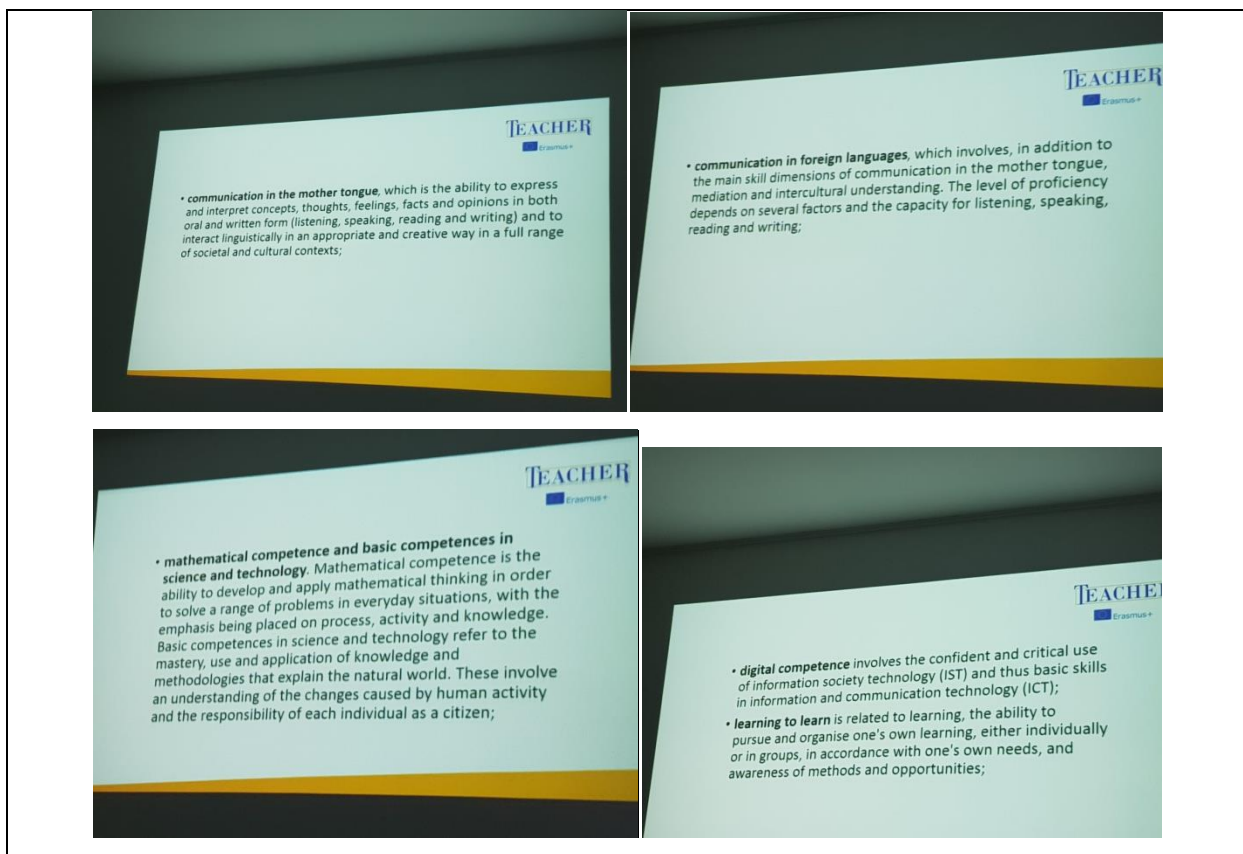 TEACHER
Erasmus+
• communication in the mother tongue, which is the ability to express
and interpret concepts, thoughts, feelings, facts and opinions in both
oral and written form (listening, speaking, reading and writing) and to
interact linguistically in an appropriate and creative way in a full range
of societal and cultural contexts;
TEACHER
Erasmus+
• communication in foreign languages, which involves, in addition to
the main skill dimensions of communication in the mother tongue,
mediation and intercultural understanding. The level of proficiency
depends on several factors and the capacity for listening, speaking,
reading and writing;
TEACHER
Erasmus+
• mathematical competence and basic competences in
science and technology. Mathematical competence is the
ability to develop and apply mathematical thinking in order
to solve a range of problems in everyday situations, with the
emphasis being placed on process, activity and knowledge.
Basic competences in science and technology refer to the
mastery, use and application of knowledge and
methodologies that explain the natural world. These involve
an understanding of the changes caused by human activity
and the responsibility of each individual as a citizen;
TEACHE
Erasmus+
• digital competence involves the confident and critical use
of information society technology (IST) and thus basic skills
in information and communication technology (ICT);
• learning to learn is related to learning, the ability to
pursue and organise one's own learning, either individually
or in groups, in accordance with one's own needs, and
awareness of methods and opportunities;